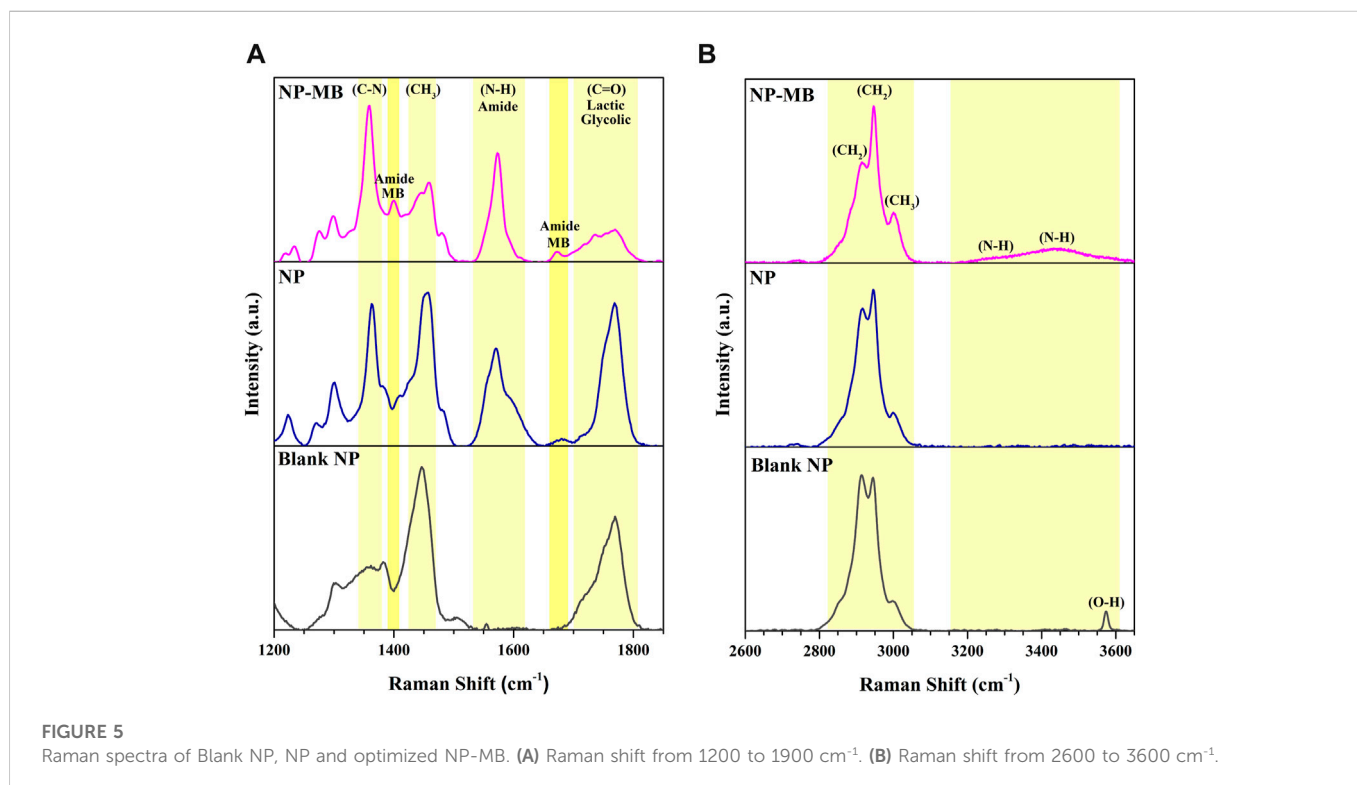 A
NP-MB
(C-N)
(CH₃)
(N-H)
Amide
(C=O)
Lactic
Glycolic
Amide
MB
Amide
MB
NP
Blank NP
Intensity (a.u.)
1200 1400 1600 1800
Raman Shift (cm⁻¹)
B
NP-MB
(CH₂)
(CH₂)
(CH₃)
(N-H)
(N-H)
NP
Blank NP
(O-H)
Intensity (a.u.)
2600 2800 3000 3200 3400 3600
Raman Shift (cm⁻¹)
FIGURE 5
Raman spectra of Blank NP, NP and optimized NP-MB. (A) Raman shift from 1200 to 1900 cm⁻¹. (B) Raman shift from 2600 to 3600 cm⁻¹.